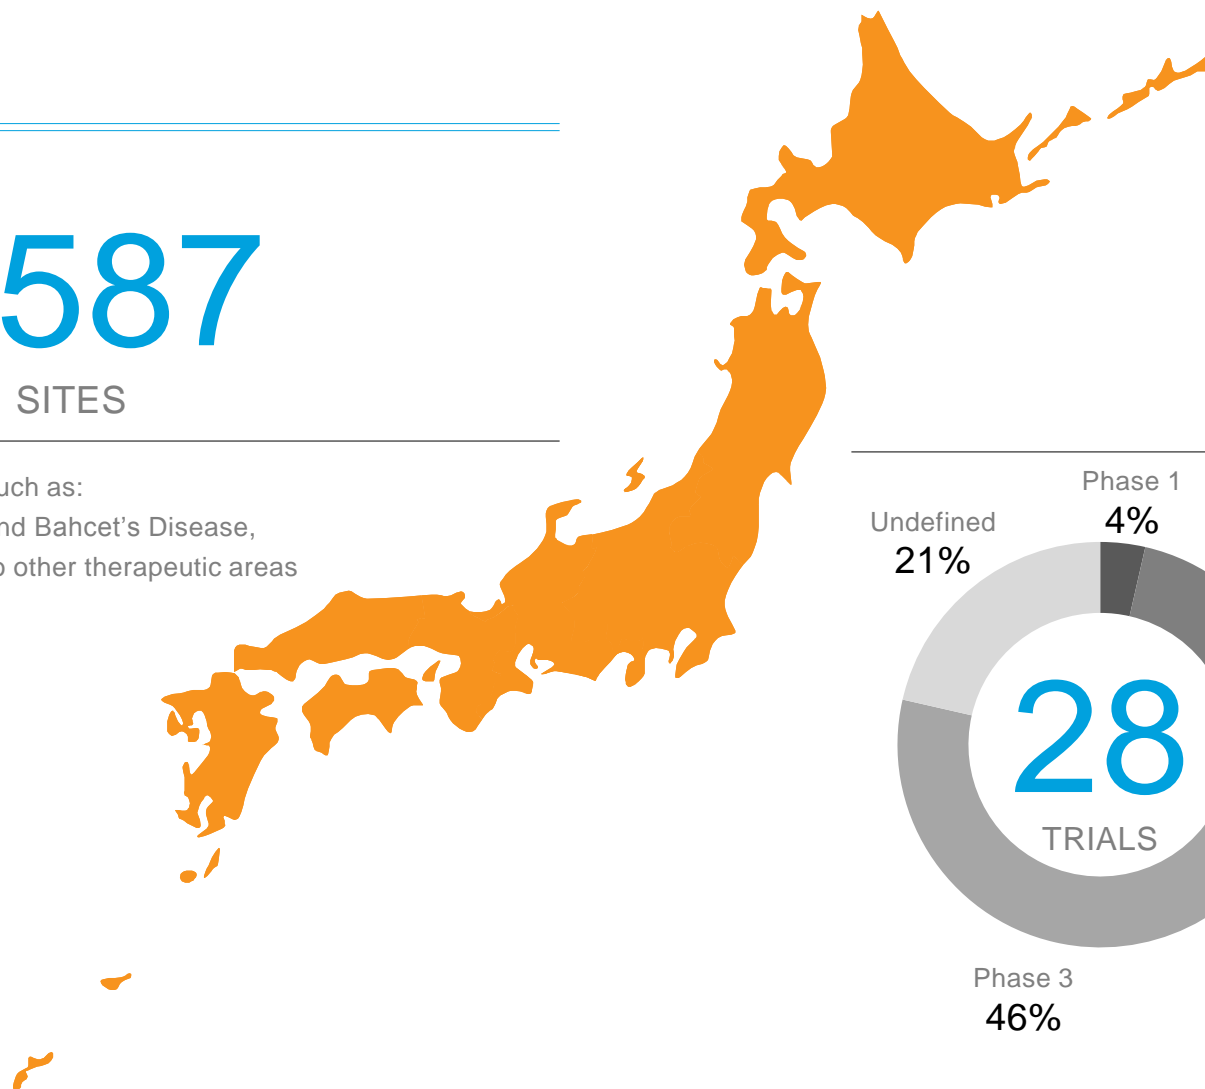 587
SITES
uch as:
nd Bahcet’s Disease,
o other therapeutic areas
Phase 1
4%
Undefined
21%
28
TRIALS
Phase 3
46%